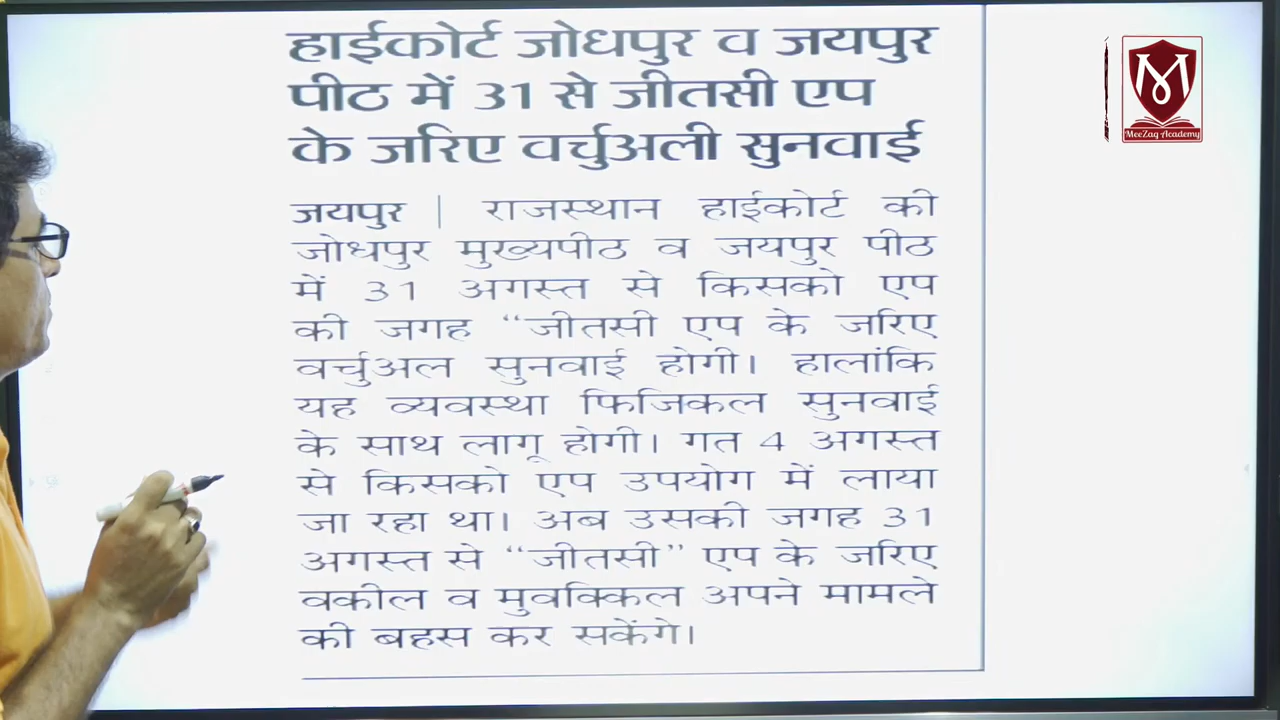 हाईकोर्ट जोधपुर व जयपुर
पीठ में 31 से जीतसी एप
के जरिए वर्चुअली सुनवाई
जयपुर | राजस्थान हाईकोर्ट की
जोधपुर मुख्यपीठ व जयपुर पीठ
में 31 अगस्त से किसको एप
की जगह “जीतसी एप के जरिए
वर्चुअल सुनवाई होगी। हालांकि
यह व्यवस्था फिजिकल सुनवाई
के साथ लागू होगी। गत 4 अगस्त
से किसको एप उपयोग में लाया
जा रहा था। अब उसकी जगह 31
अगस्त से “जीतसी” एप के जरिए
वकील व मुवक्किल अपने मामले
की बहस कर सकेंगे।
MeeZaq Academy